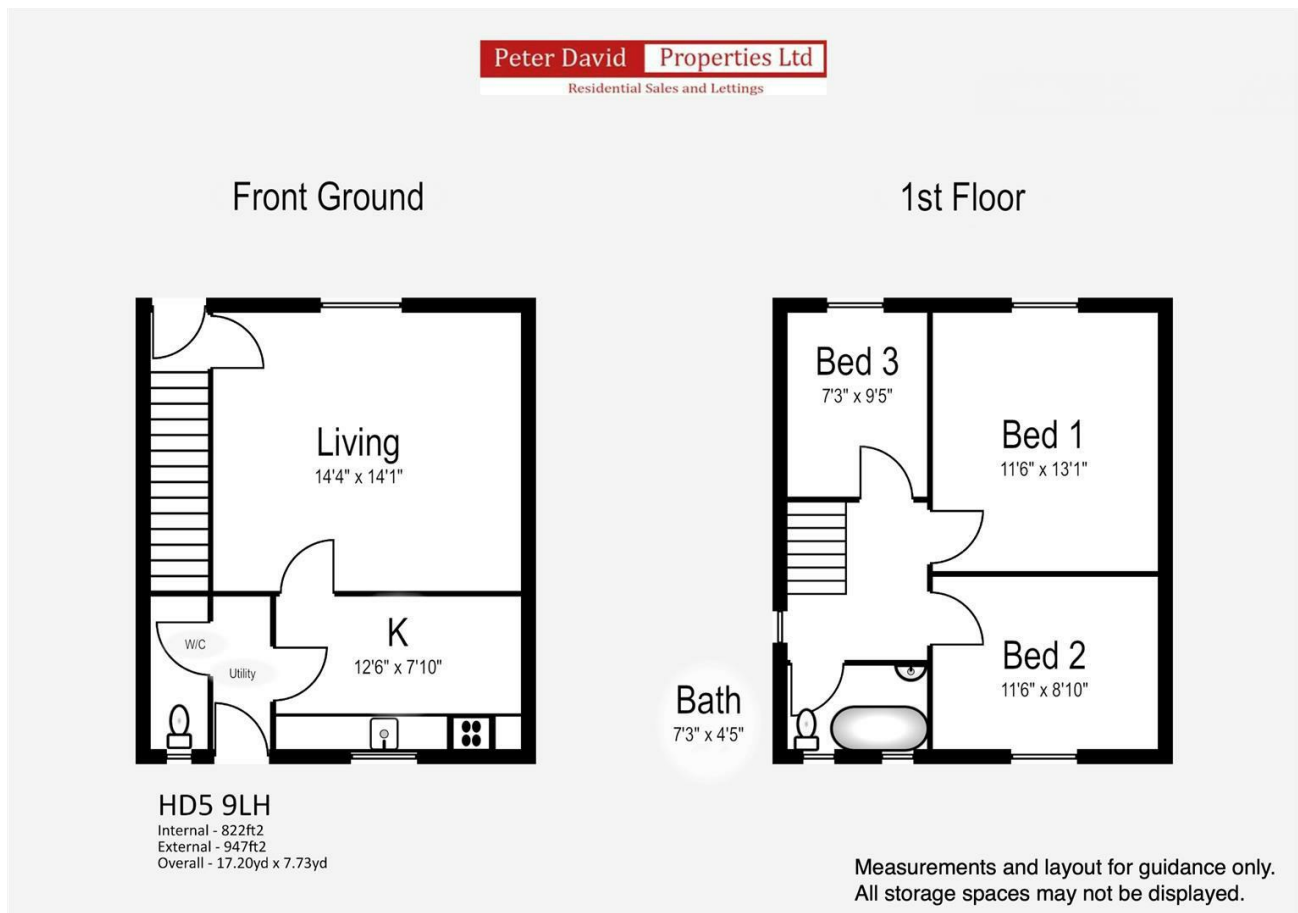 Peter David Properties Ltd
Residential Sales and Lettings
Front Ground
1st Floor
Living
14'4" x 14'1"
W/C
Utility
K
12'6" x 7'10"
Bed 3
7'3" x 9'5"
Bed 1
11'6" x 13'1"
Bed 2
11'6" x 8'10"
Bath
7'3" x 4'5"
HD5 9LH
Internal - 822ft2
External - 947ft2
Overall - 17.20yd x 7.73yd
Measurements and layout for guidance only.
All storage spaces may not be displayed.